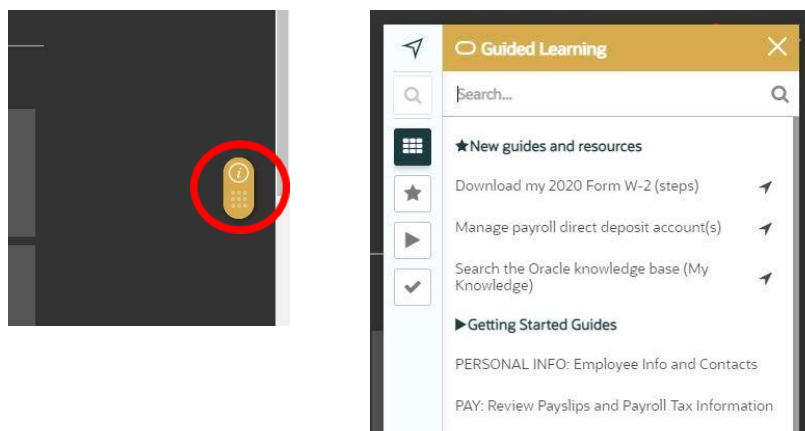 i
Guided Learning
Search...
★New guides and resources
Download my 2020 Form W-2 (steps)
Manage payroll direct deposit account(s)
Search the Oracle knowledge base (My
Knowledge)
▶Getting Started Guides
PERSONAL INFO: Employee Info and Contacts
PAY: Review Payslips and Payroll Tax Information